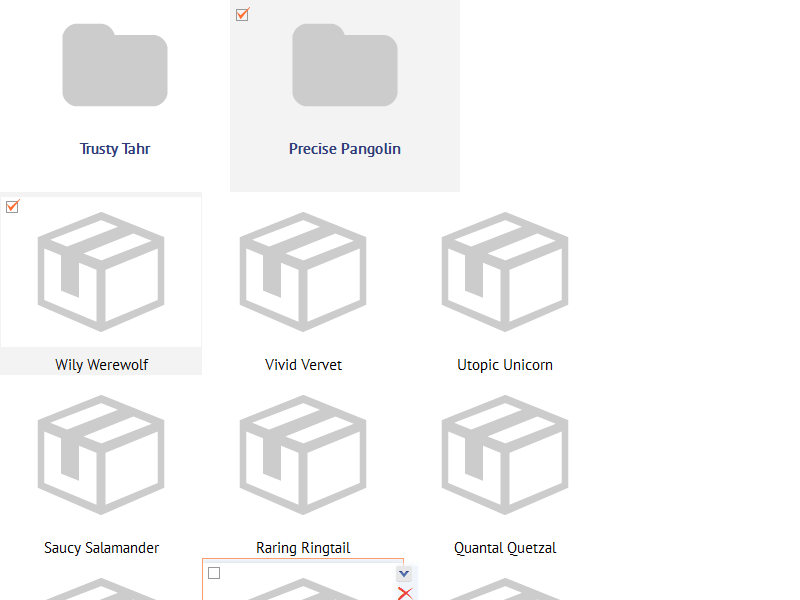 Trusty Tahr
Precise Pangolin
Wily Werewolf
Vivid Vervet
Utopic Unicorn
Saucy Salamander
Raring Ringtail
Quantal Quetzal